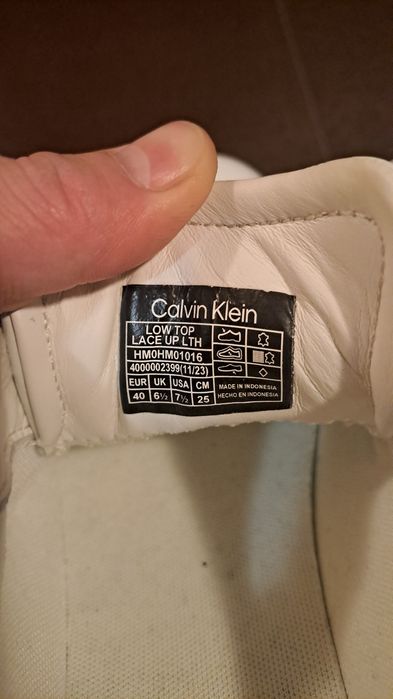 Calvin Klein
LOW TOP
LACE UP LTH
HM0HM01016
4000002399(11/23)
EUR UK USA CM
40 6½ 7½ 25
MADE IN INDONESIA
HECHO EN INDONESIA